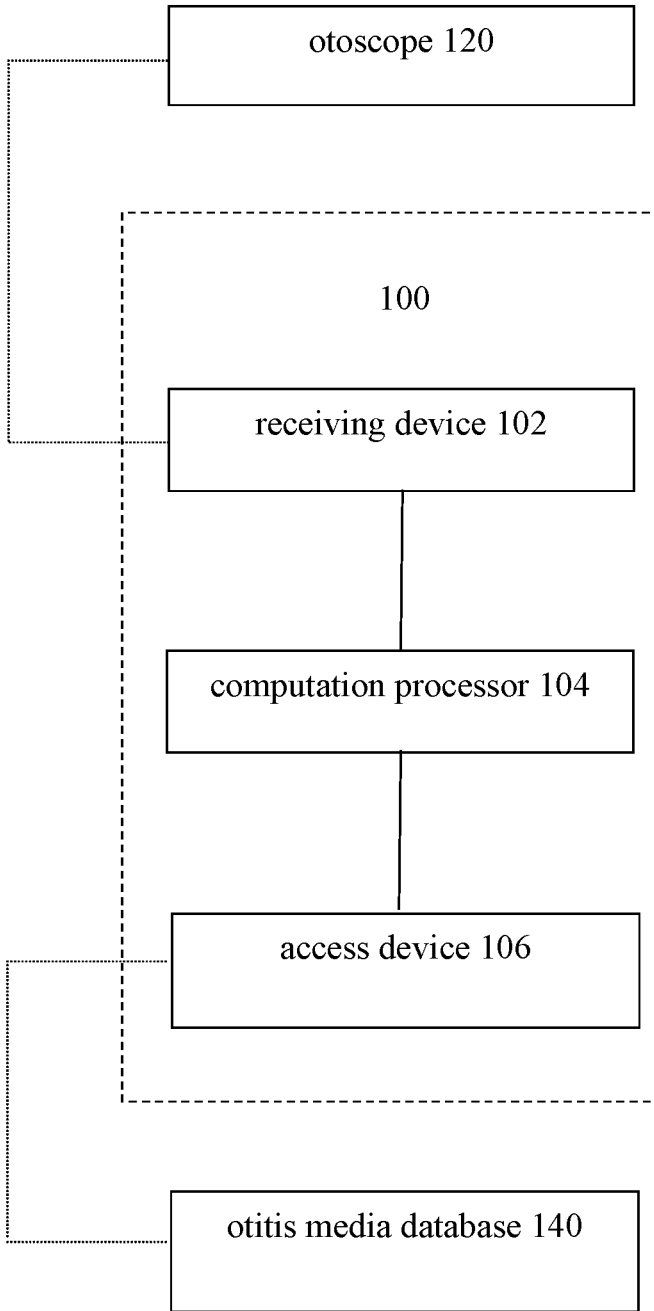 otoscope 120
100
receiving device 102
computation processor 104
access device 106
otitis media database 140